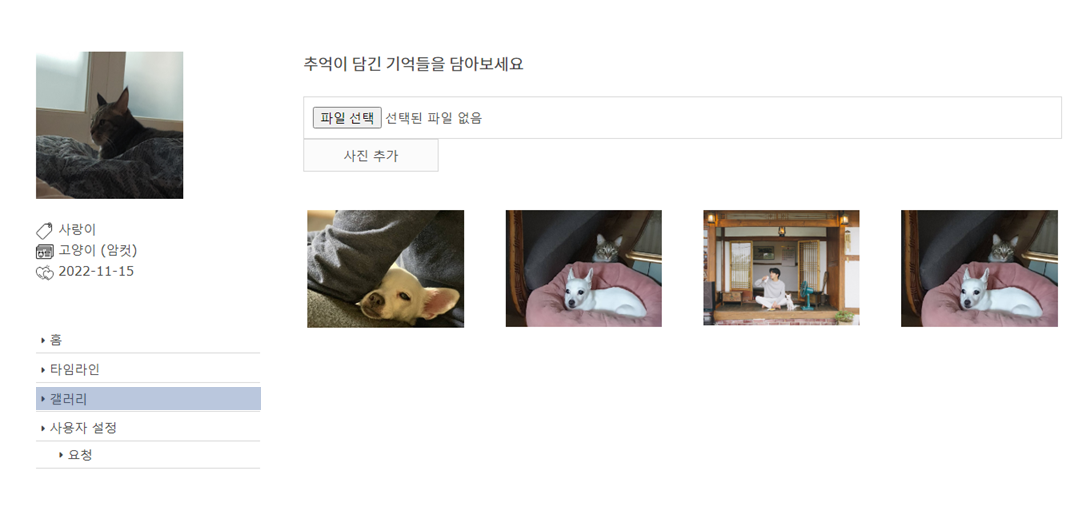 사랑이
고양이 (암컷)
2022-11-15
홈
타임라인
갤러리
사용자 설정
요청
추억이 담긴 기억들을 담아보세요
파일 선택 선택된 파일 없음
사진 추가